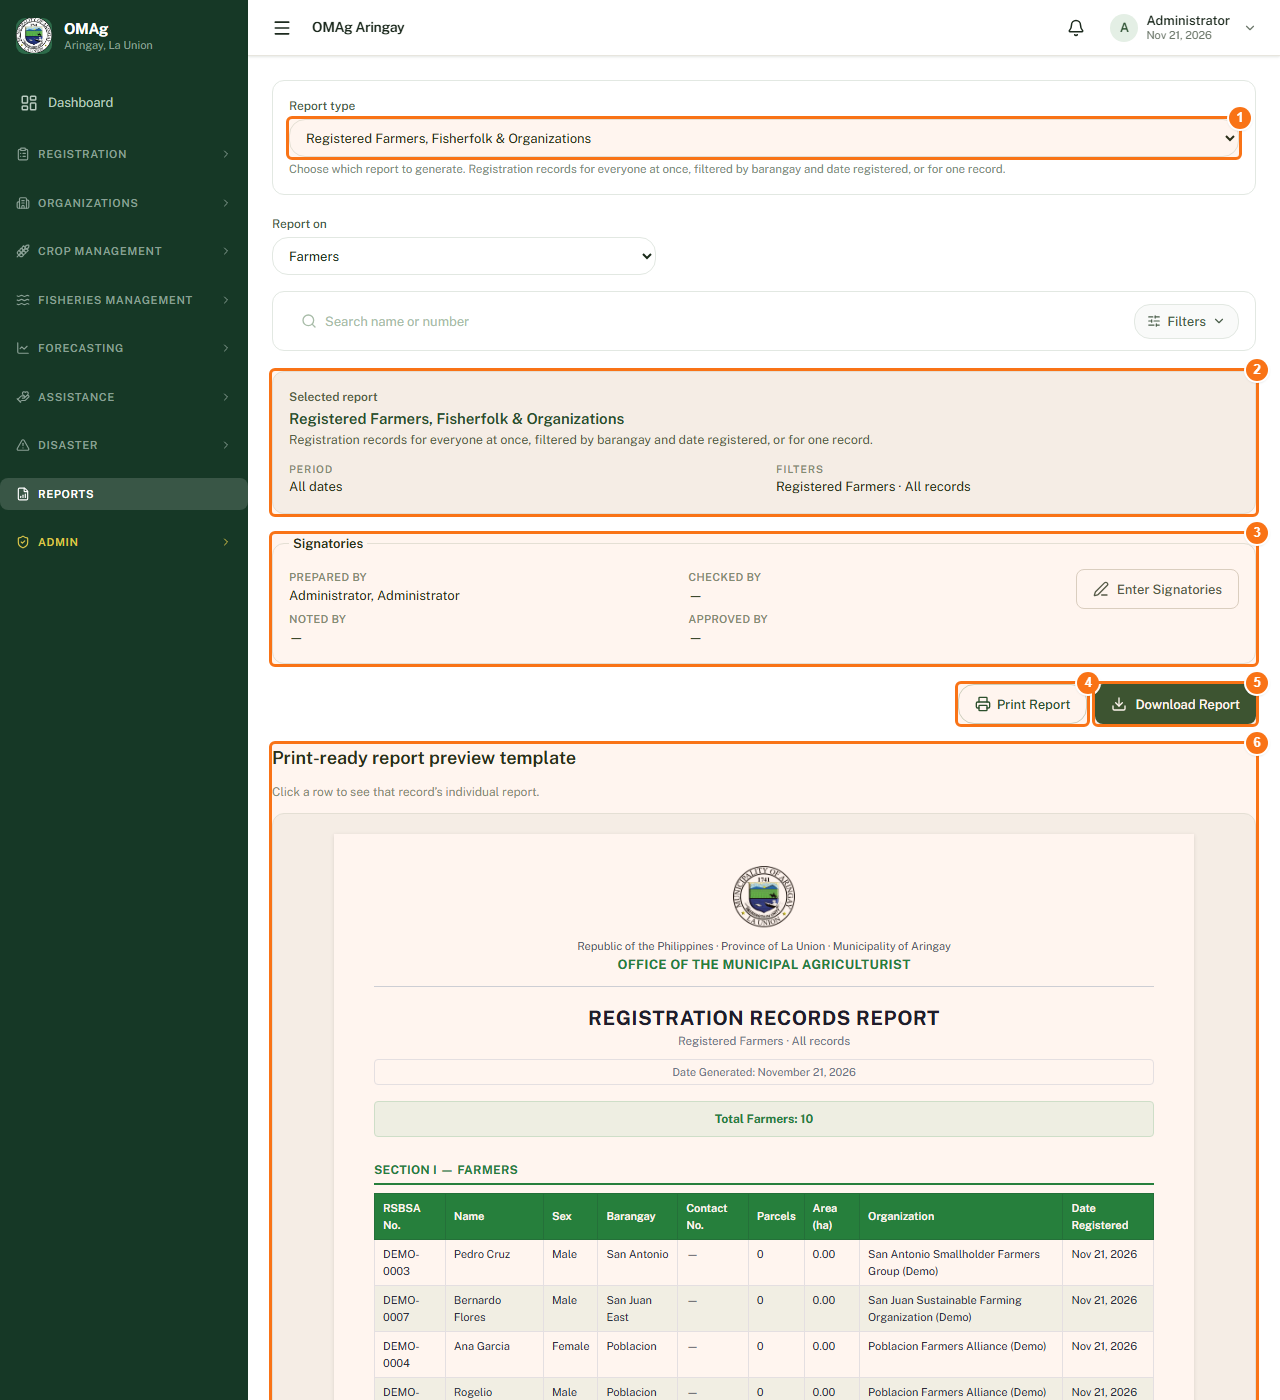 OMAg
Aringay, La Union
Dashboard
REGISTRATION
ORGANIZATIONS
CROP MANAGEMENT
FISHERIES MANAGEMENT
FORECASTING
ASSISTANCE
DISASTER
REPORTS
ADMIN
OMAg Aringay
A
Administrator
Nov 21, 2026
Report type
1
Registered Farmers, Fisherfolk & Organizations
Choose which report to generate. Registration records for everyone at once, filtered by barangay and date registered, or for one record.
Report on
Farmers
Search name or number
Filters
2
Selected report
Registered Farmers, Fisherfolk & Organizations
Registration records for everyone at once, filtered by barangay and date registered, or for one record.
PERIOD
All dates
FILTERS
Registered Farmers · All records
3
Signatories
PREPARED BY
Administrator, Administrator
CHECKED BY
—
NOTED BY
—
APPROVED BY
—
Enter Signatories
4
Print Report
5
Download Report
6
Print-ready report preview template
Click a row to see that record's individual report.
MUNICIPALITY OF ARINGAY
1741
LA UNION
Republic of the Philippines · Province of La Union · Municipality of Aringay
OFFICE OF THE MUNICIPAL AGRICULTURIST
REGISTRATION RECORDS REPORT
Registered Farmers · All records
Date Generated: November 21, 2026
Total Farmers: 10
SECTION I — FARMERS
RSBSA No. Name Sex Barangay Contact No. Parcels Area (ha) Organization Date Registered
DEMO-0003 Pedro Cruz Male San Antonio — 0 0.00 San Antonio Smallholder Farmers Group (Demo) Nov 21, 2026
DEMO-0007 Bernardo Flores Male San Juan East — 0 0.00 San Juan Sustainable Farming Organization (Demo) Nov 21, 2026
DEMO-0004 Ana Garcia Female Poblacion — 0 0.00 Poblacion Farmers Alliance (Demo) Nov 21, 2026
DEMO- Rogelio Male Poblacion — 0 0.00 Poblacion Farmers Alliance (Demo) Nov 21, 2026